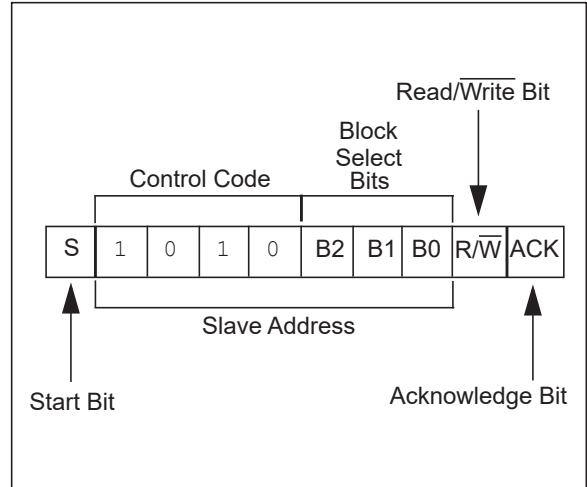 Read/Write Bit
Block
Select
Bits
Control Code
S 1 0 1 0 B2 B1 B0 R/W ACK
Slave Address
Start Bit
Acknowledge Bit